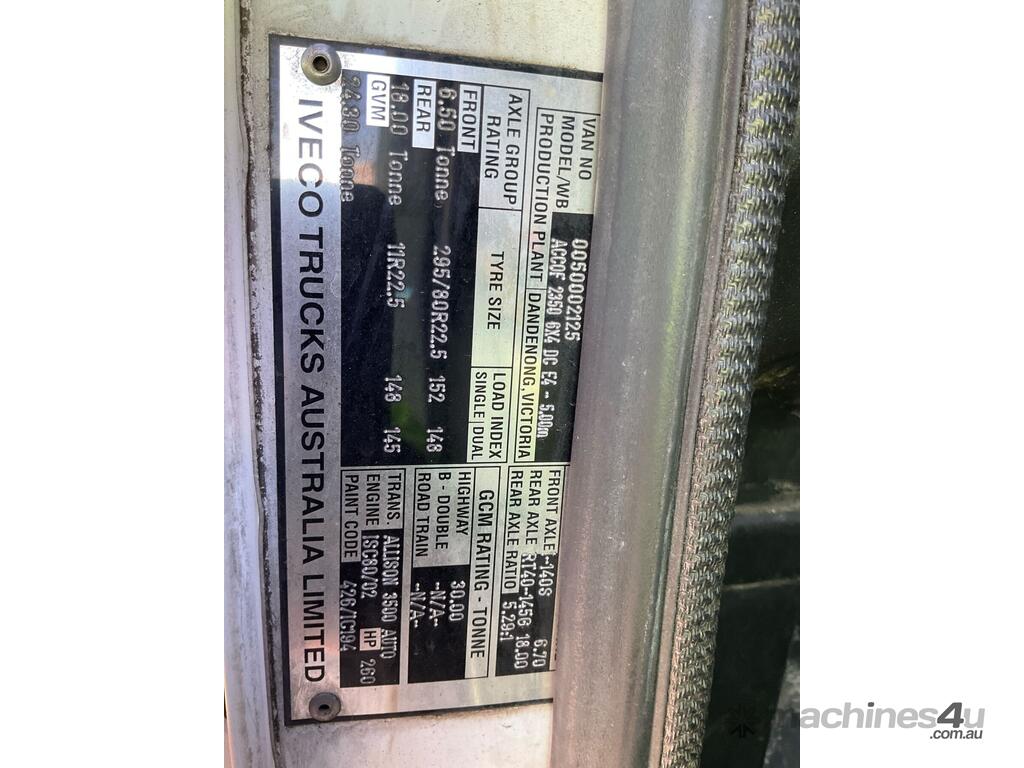 VAN NO 0050002125
MODEL/WB ACCOF 2350 6X4 DC E4 - 5.00m
PRODUCTION PLANT DANDENONG, VICTORIA
AXLE GROUP RATING TYRE SIZE LOAD INDEX SINGLE DUAL
FRONT
6.50 Tonne 295/80R22.5 152 148
REAR
18.00 Tonne 11R22.5 148 145
GVM
24.30 Tonne
FRONT AXLE -140S 6.70
REAR AXLE RT40-145G 18.00
REAR AXLE RATIO 5.29:1
GCM RATING - TONNE
HIGHWAY 30.00
B - DOUBLE --N/A--
ROAD TRAIN --N/A--
TRANS. ALLISON 3500 AUTO
ENGINE ISC80/02 HP 260
PAINT CODE 426/IC194
IVECO TRUCKS AUSTRALIA LIMITED
machines4u
.com.au